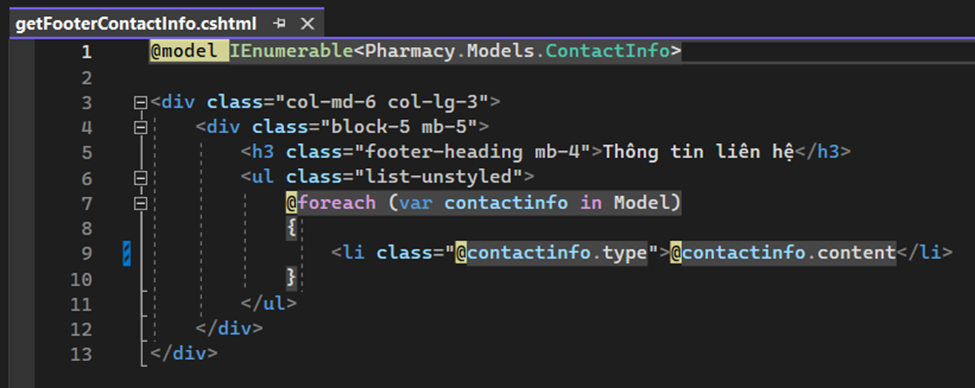 getFooterContactInfo.cshtml
1 @model IEnumerable<Pharmacy.Models.ContactInfo>
2
3 <div class="col-md-6 col-lg-3">
4 <div class="block-5 mb-5">
5 <h3 class="footer-heading mb-4">Thông tin liên hệ</h3>
6 <ul class="list-unstyled">
7 @foreach (var contactinfo in Model)
8 {
9 <li class="@contactinfo.type">@contactinfo.content</li>
10 }
11 </ul>
12 </div>
13 </div>